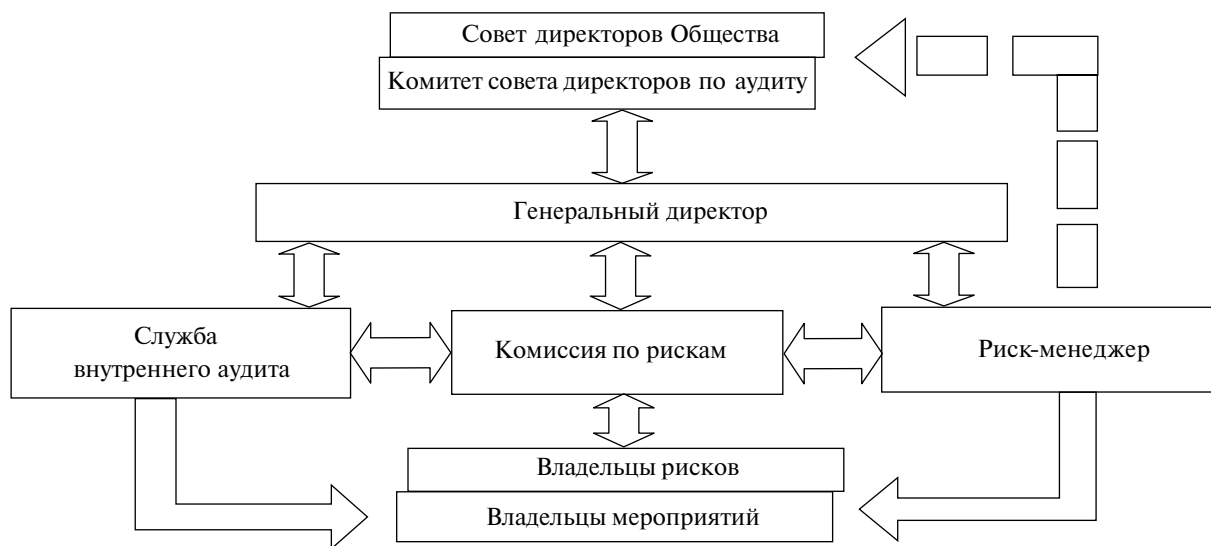 Совет директоров Общества
Комитет совета директоров по аудиту
Генеральный директор
Служба
внутреннего аудита
Комиссия по рискам
Риск-менеджер
Владельцы рисков
Владельцы мероприятий